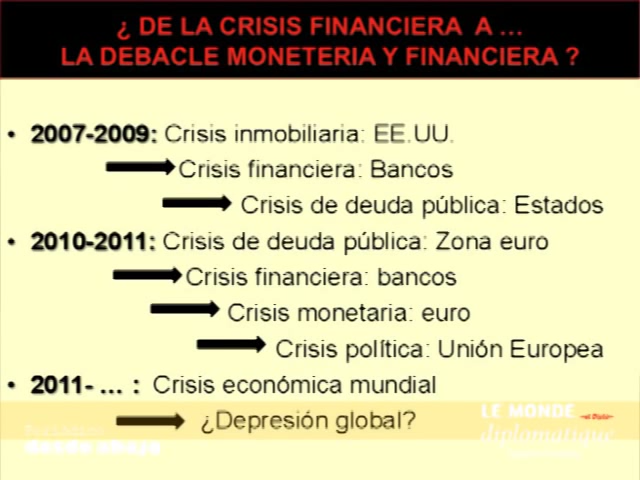 ¿ DE LA CRISIS FINANCIERA A ...
LA DEBACLE MONETERIA Y FINANCIERA ?
• 2007-2009: Crisis inmobiliaria: EE.UU.
Crisis financiera: Bancos
Crisis de deuda pública: Estados
• 2010-2011: Crisis de deuda pública: Zona euro
Crisis financiera: bancos
Crisis monetaria: euro
Crisis política: Unión Europea
• 2011- ... : Crisis económica mundial
¿Depresión global?
LE MONDE
diplomatique
desde abajo